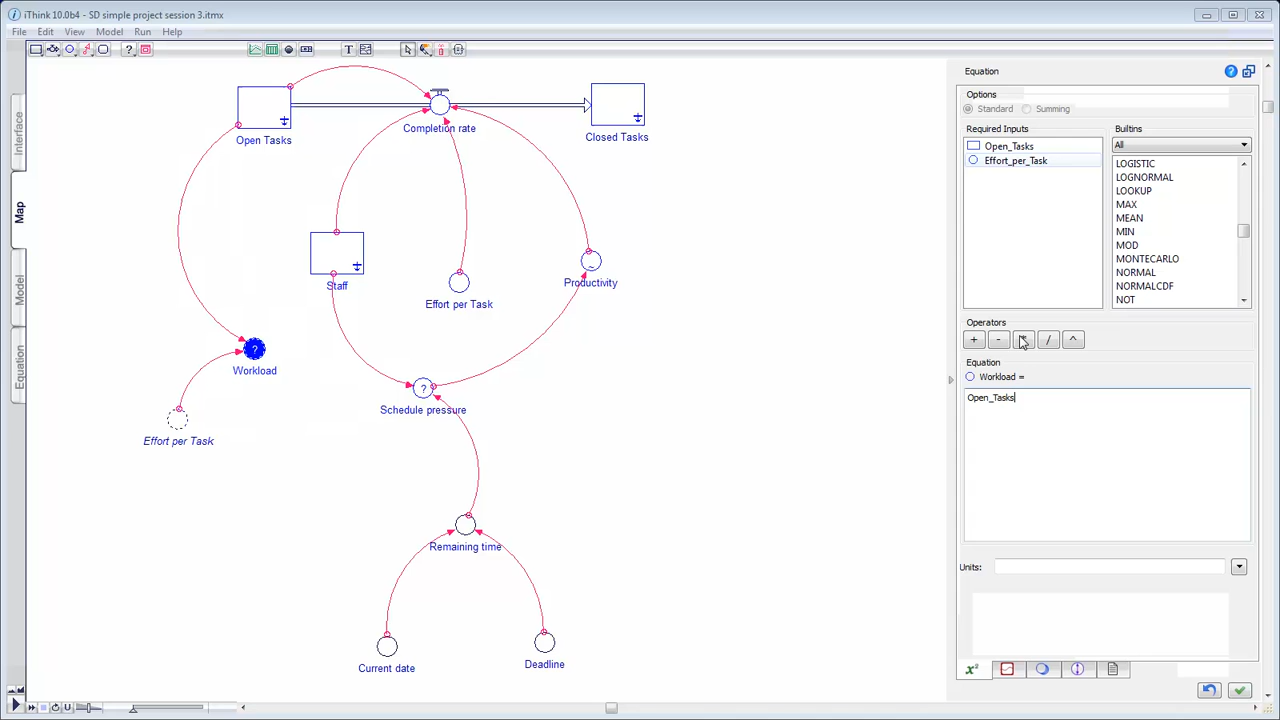 iThink 10.0b4 - SD simple project session 3.itmx
File Edit View Model Run Help
Interface
Map
Model
Equation
Open Tasks
Completion rate
Closed Tasks
Staff
Effort per Task
~
Productivity
?
Workload
?
Schedule pressure
Effort per Task
Remaining time
Current date
Deadline
Equation
Options
Standard Summing
Required Inputs
Open_Tasks
Effort_per_Task
Builtins
All
LOGISTIC
LOGNORMAL
LOOKUP
MAX
MEAN
MIN
MOD
MONTECARLO
NORMAL
NORMALCDF
NOT
Operators
+ - * / ^
Equation
Workload =
Open_Tasks
Units:
x²